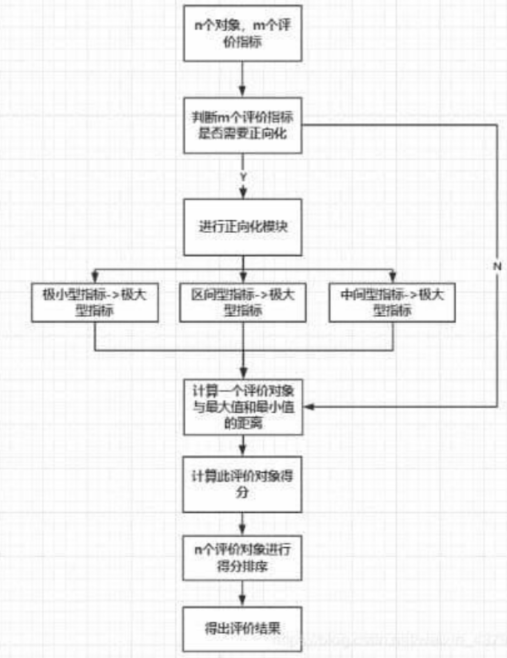 n个对象，m个评
价指标
判断m个评价指标
是否需要正向化
Y
进行正向化模块
N
极小型指标->极大
型指标
区间型指标->极大
型指标
中间型指标->极大
型指标
计算一个评价对象
与最大值和最小值
的距离
计算此评价对象得
分
n个评价对象进行
得分排序
得出评价结果